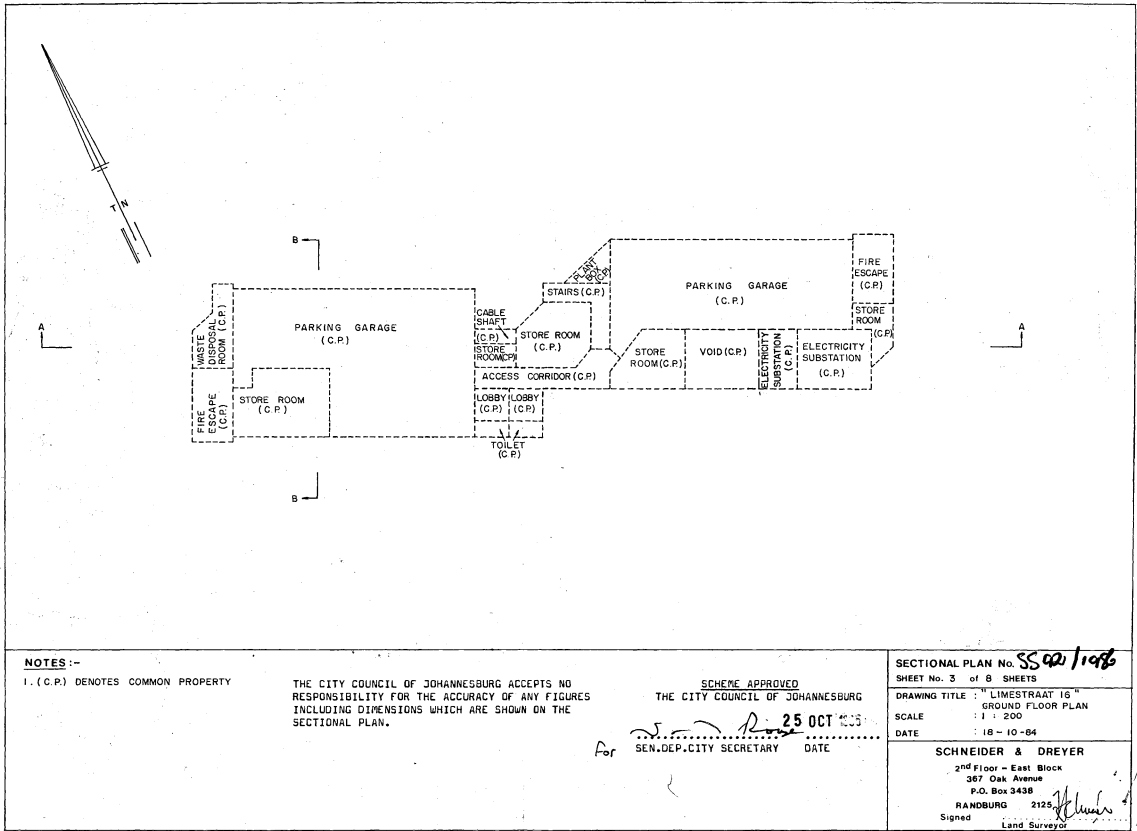 T N
B
B
A
A
WASTE
DISPOSAL
ROOM (C.P.)
FIRE
ESCAPE
(C.P.)
PARKING GARAGE
(C.P.)
STORE ROOM
(C.P.)
CABLE
SHAFT
(C.P.)
STORE
ROOM(CP)
STORE ROOM
(C.P.)
STAIRS (C.P.)
PLANT
BOX
(C.P.)
ACCESS CORRIDOR (C.P.)
LOBBY
(C.P.)
LOBBY
(C.P.)
TOILET
(C.P.)
PARKING GARAGE
(C.P.)
STORE
ROOM (C.P.)
VOID (C.P.)
ELECTRICITY
SUBSTATION
(C.P.)
ELECTRICITY
SUBSTATION
(C.P.)
FIRE
ESCAPE
(C.P.)
STORE
ROOM
(C.P.)
NOTES :-
1. (C.P.) DENOTES COMMON PROPERTY
THE CITY COUNCIL OF JOHANNESBURG ACCEPTS NO
RESPONSIBILITY FOR THE ACCURACY OF ANY FIGURES
INCLUDING DIMENSIONS WHICH ARE SHOWN ON THE
SECTIONAL PLAN.
SCHEME APPROVED
THE CITY COUNCIL OF JOHANNESBURG
25 OCT
For SEN.DEP.CITY SECRETARY DATE
SECTIONAL PLAN No.
SHEET No. 3 of 8 SHEETS
DRAWING TITLE : "LIMESTRAAT 16"
GROUND FLOOR PLAN
SCALE : 1 : 200
DATE : 18-10-84
SCHNEIDER & DREYER
2nd Floor - East Block
367 Oak Avenue
P.O. Box 3438
RANDBURG 2125
Signed
Land Surveyor